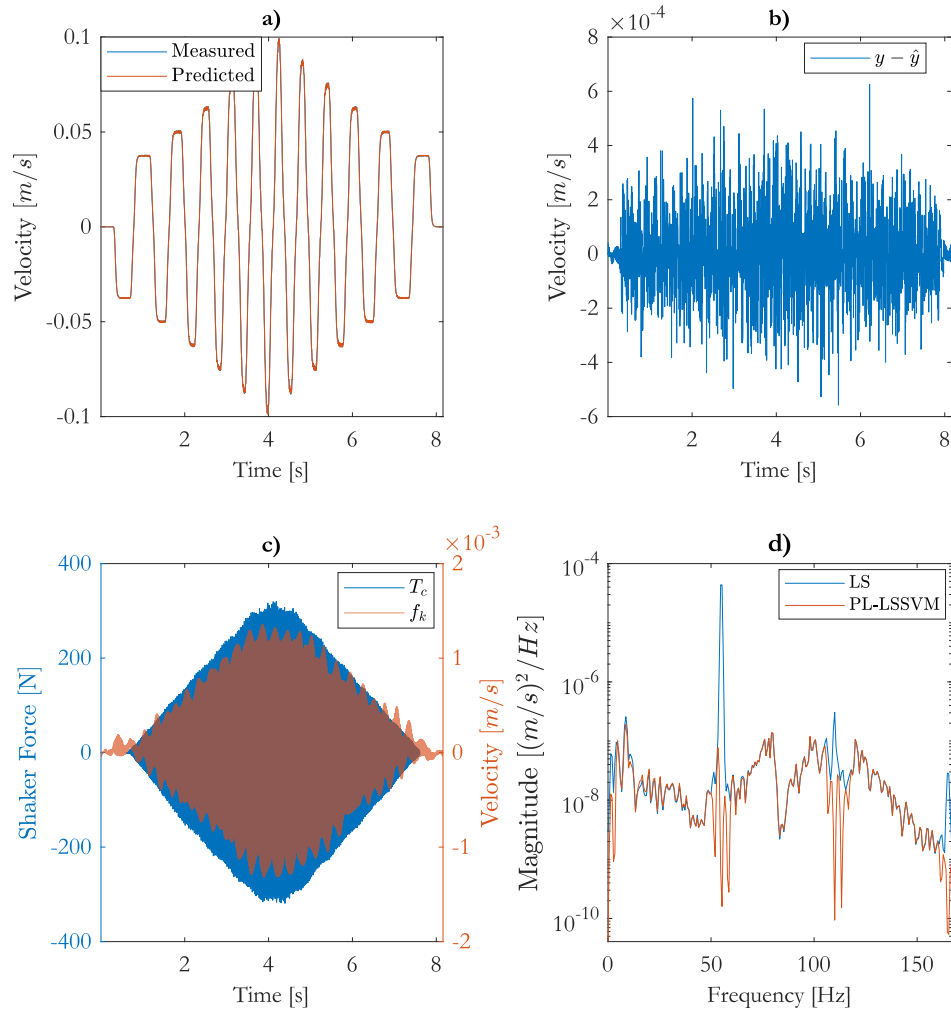 a)
Measured
Predicted
0.1
0.05
0
-0.05
-0.1
Velocity [m/s]
2
4
6
8
Time [s]
b)
×10⁻⁴
y − ŷ
8
6
4
2
0
-2
-4
-6
Velocity [m/s]
0
2
4
6
8
Time [s]
c)
×10⁻³
T_c
f_k
400
200
0
-200
-400
Shaker Force [N]
2
1
0
-1
-2
Velocity [m/s]
2
4
6
8
Time [s]
d)
LS
PL-LSSVM
10⁻⁴
10⁻⁶
10⁻⁸
10⁻¹⁰
Magnitude [(m/s)²/Hz]
0
50
100
150
Frequency [Hz]